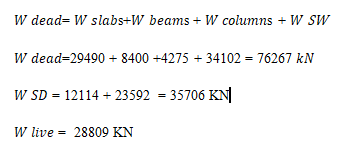 W dead= W slabs+W beams + W columns + W SW
W dead=29490 + 8400 +4275 + 34102 = 76267 kN
W SD = 12114 + 23592 = 35706 KN
W live = 28809 KN